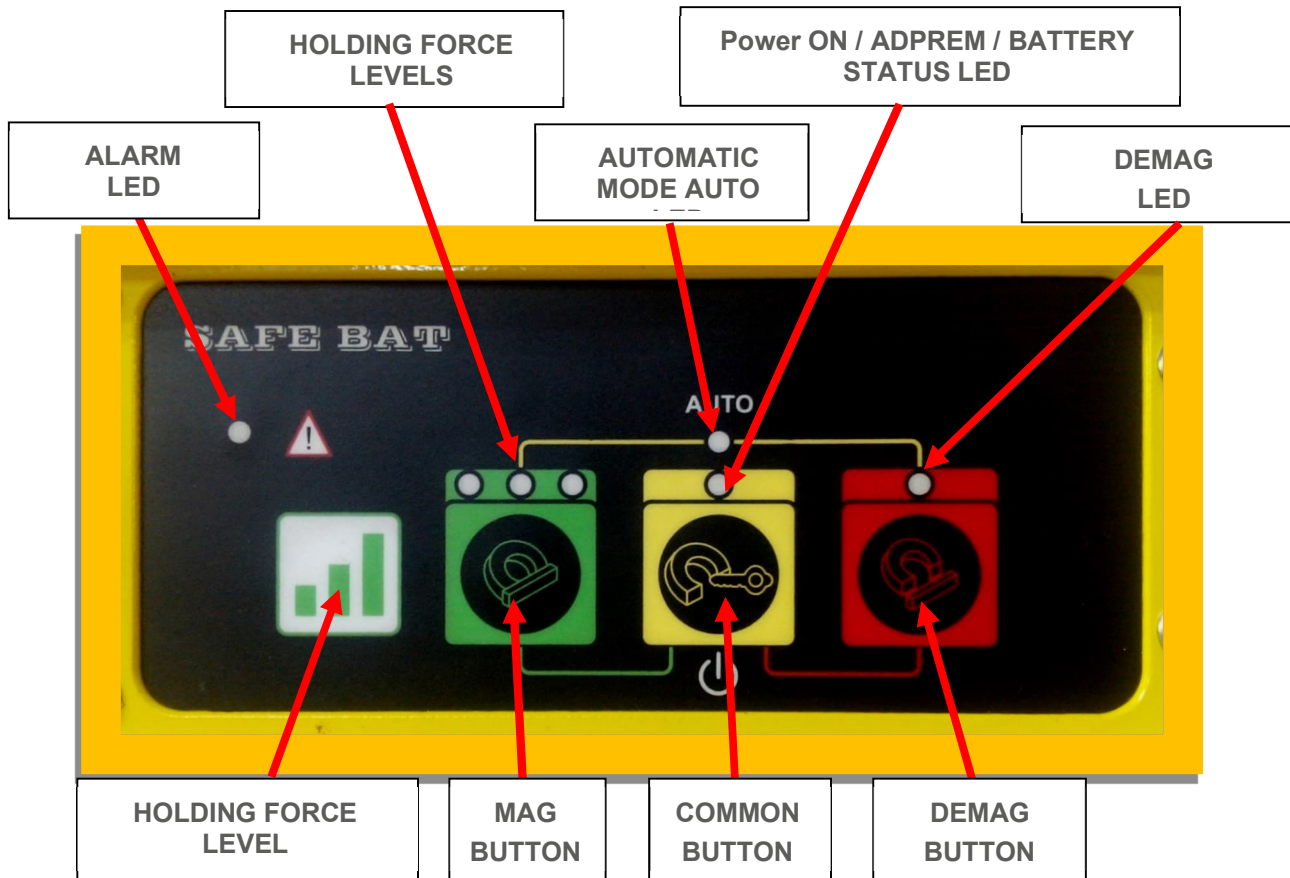 HOLDING FORCE
LEVELS
Power ON / ADPREM / BATTERY
STATUS LED
ALARM
LED
AUTOMATIC
MODE AUTO
DEMAG
LED
SAFE BAT
AUTO
HOLDING FORCE
LEVEL
MAG
BUTTON
COMMON
BUTTON
DEMAG
BUTTON